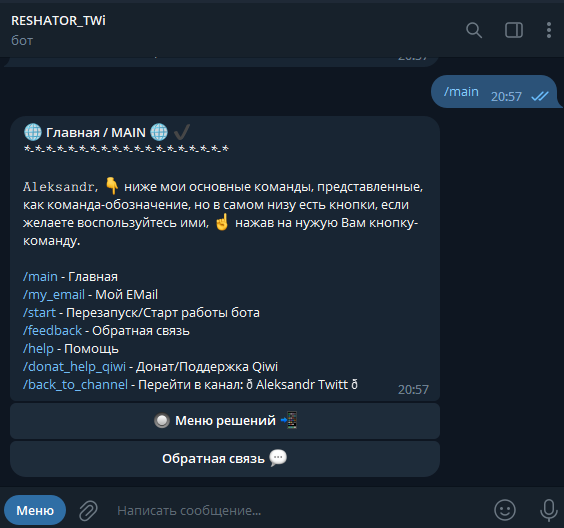 RESHATOR_TWi
бот
20:57
/main 20:57
🌐 Главная / MAIN 🌐 ✔
*-*-*-*-*-*-*-*-*-*-*-*-*-*-*-*-*-*-*
Aleksandr, 👇 ниже мои основные команды, представленные,
как команда-обозначение, но в самом низу есть кнопки, если
желаете воспользуйтесь ими, ☝ нажав на нужую Вам кнопку-
команду.
/main - Главная
/my_email - Мой EMail
/start - Перезапуск/Старт работы бота
/feedback - Обратная связь
/help - Помощь
/donat_help_qiwi - Донат/Поддержка Qiwi
/back_to_channel - Перейти в канал: ð Aleksandr Twitt ð
20:57
🔘 Меню решений 📲
Обратная связь 💬
Меню
Написать сообщение...